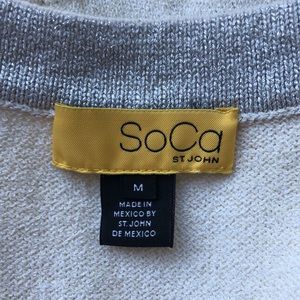 SoCa
ST. JOHN
M
MADE IN
MEXICO BY
ST. JOHN
DE MEXICO